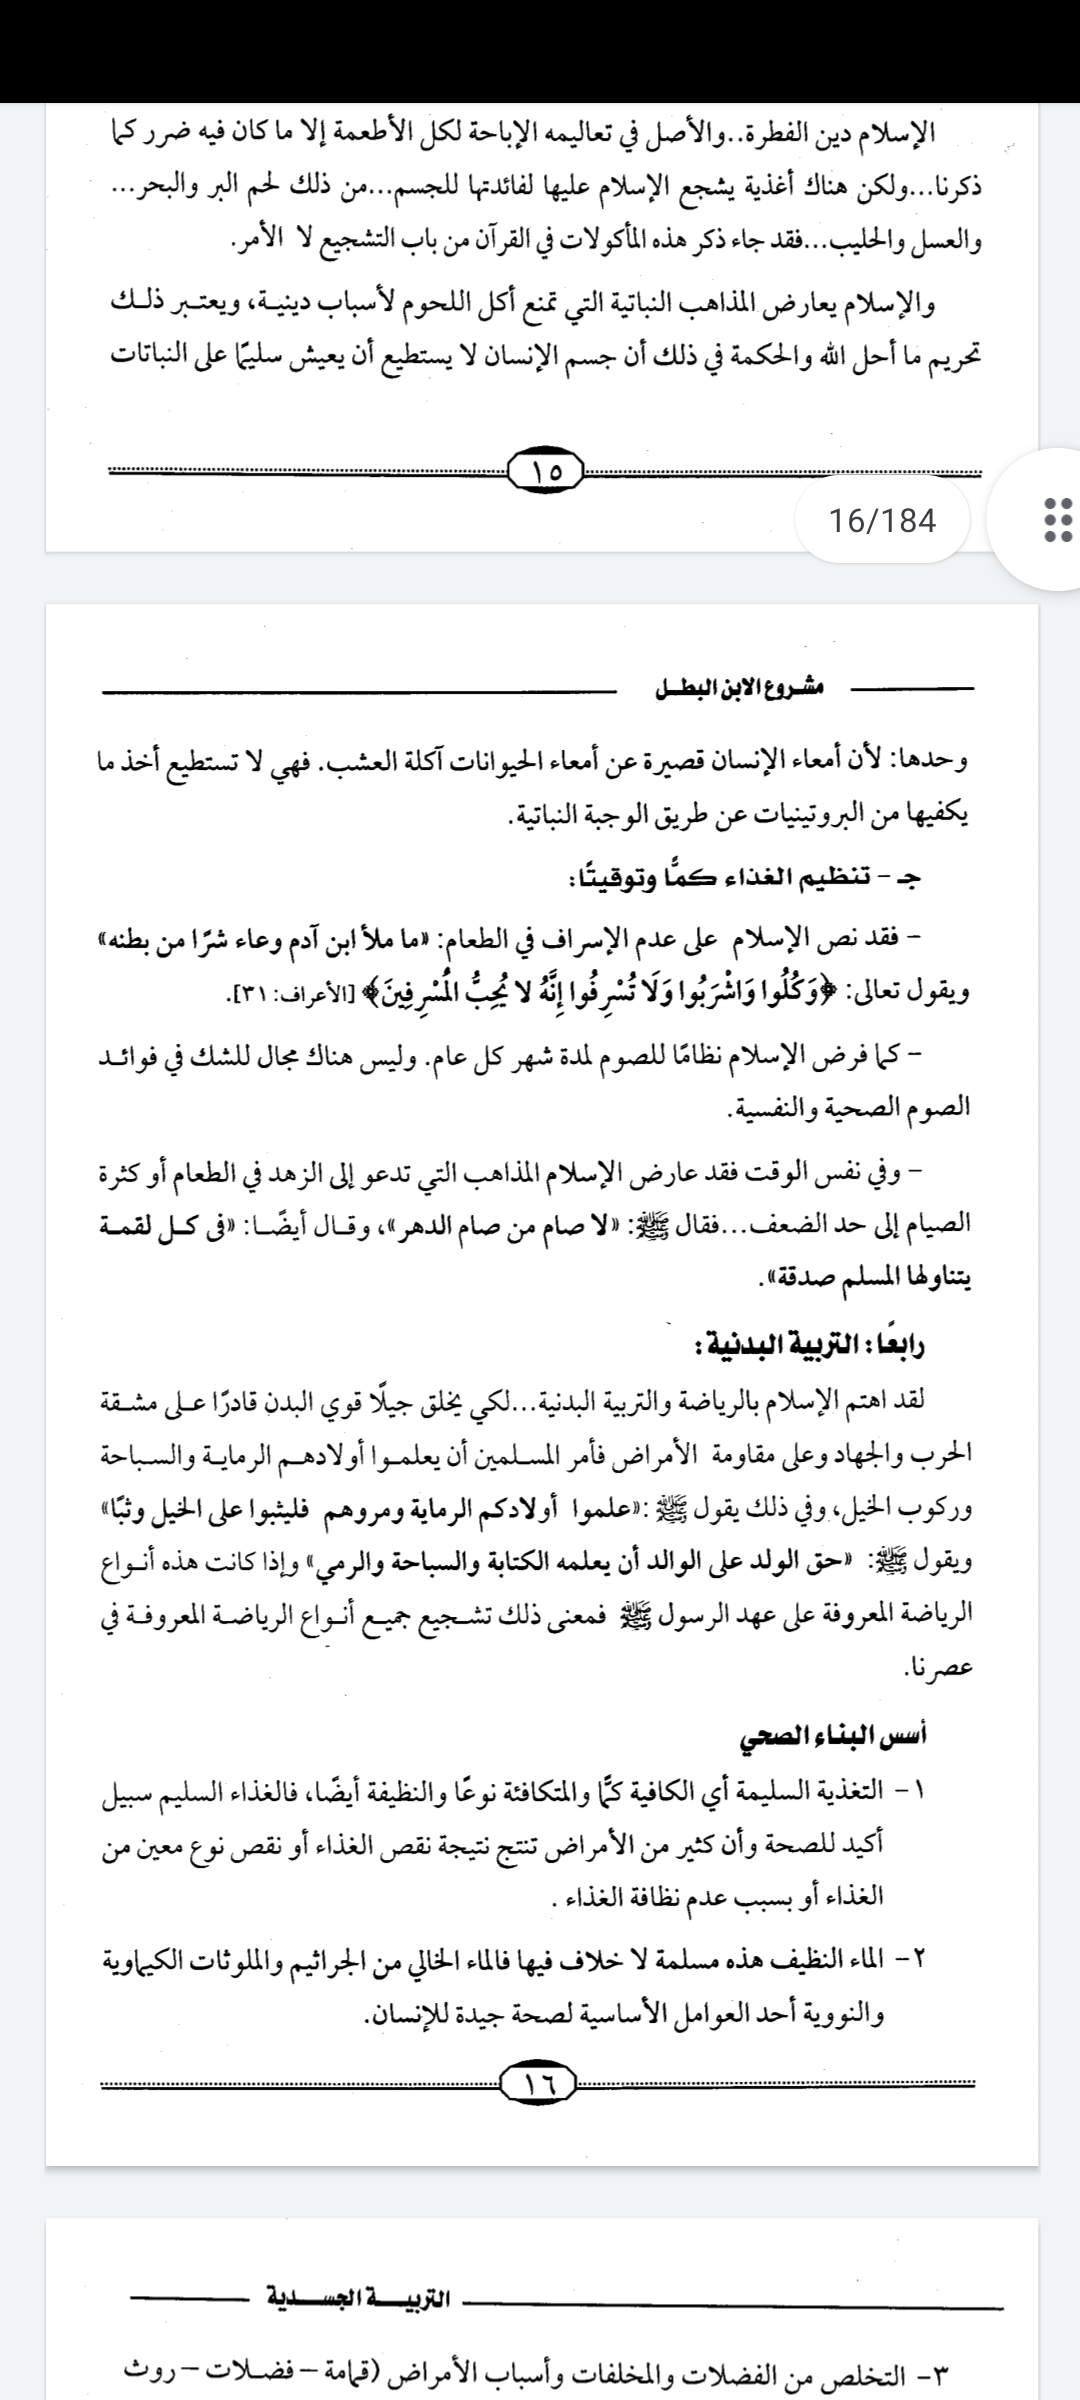 الإسلام دين الفطرة..والأصل في تعاليمه الإباحة لكل الأطعمة إلا ما كان فيه ضرر كما
ذكرنا...ولكن هناك أغذية يشجع الإسلام عليها لفائدتها للجسم...من ذلك لحم البر والبحر...
والعسل والحليب...فقد جاء ذكر هذه المأكولات في القرآن من باب التشجيع لا الأمر.
والإسلام يعارض المذاهب النباتية التي تمنع أكل اللحوم لأسباب دينية، ويعتبر ذلك
تحريم ما أحل الله والحكمة في ذلك أن جسم الإنسان لا يستطيع أن يعيش سليمًا على النباتات
١٥
16/184
مشروع الابن البطل
وحدها: لأن أمعاء الإنسان قصيرة عن أمعاء الحيوانات آكلة العشب. فهي لا تستطيع أخذ ما
يكفيها من البروتينيات عن طريق الوجبة النباتية.
جـ - تنظيم الغذاء كمًّا وتوقيتًا:
- فقد نص الإسلام على عدم الإسراف في الطعام: «ما ملأ ابن آدم وعاء شرًا من بطنه»
ويقول تعالى: ﴿وَكُلُوا وَاشْرَبُوا وَلَا تُسْرِفُوا إِنَّهُ لا يُحِبُّ المُسْرِفِينَ﴾ [الأعراف: ٣١].
- كما فرض الإسلام نظامًا للصوم لمدة شهر كل عام. وليس هناك مجال للشك في فوائد
الصوم الصحية والنفسية.
- وفي نفس الوقت فقد عارض الإسلام المذاهب التي تدعو إلى الزهد في الطعام أو كثرة
الصيام إلى حد الضعف...فقال ﷺ: «لا صام من صام الدهر»، وقال أيضًا: «فى كل لقمة
يتناولها المسلم صدقة».
رابعًا: التربية البدنية:
لقد اهتم الإسلام بالرياضة والتربية البدنية...لكي يخلق جيلًا قوي البدن قادرًا على مشقة
الحرب والجهاد وعلى مقاومة الأمراض فأمر المسلمين أن يعلموا أولادهم الرماية والسباحة
وركوب الخيل، وفي ذلك يقول ﷺ :«علموا أولادكم الرماية ومروهم فليثبوا على الخيل وثبًا»
ويقول ﷺ: «حق الولد على الوالد أن يعلمه الكتابة والسباحة والرمي» وإذا كانت هذه أنواع
الرياضة المعروفة على عهد الرسول ﷺ فمعنى ذلك تشجيع جميع أنواع الرياضة المعروفة في
عصرنا.
أسس البناء الصحي
١- التغذية السليمة أي الكافية كمًّا والمتكافئة نوعًا والنظيفة أيضًا، فالغذاء السليم سبيل
أكيد للصحة وأن كثير من الأمراض تنتج نتيجة نقص الغذاء أو نقص نوع معين من
الغذاء أو بسبب عدم نظافة الغذاء .
٢- الماء النظيف هذه مسلمة لا خلاف فيها فالماء الخالي من الجراثيم والملوثات الكيماوية
والنووية أحد العوامل الأساسية لصحة جيدة للإنسان.
١٦
التربية الجسدية
٣- التخلص من الفضلات والمخلفات وأسباب الأمراض (قمامة – فضلات – روث